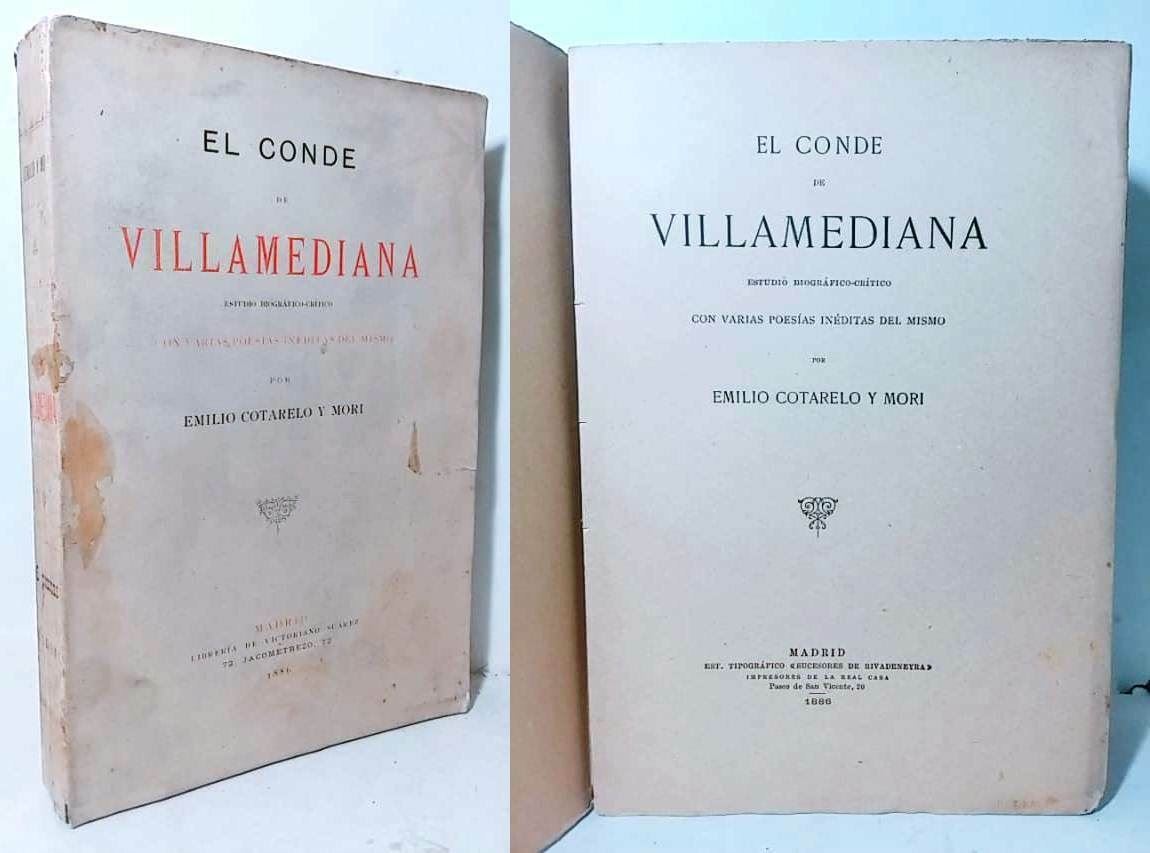 EL CONDE
DE
VILLAMEDIANA
ESTUDIO BIOGRÁFICO-CRÍTICO
CON VARIAS POESÍAS INÉDITAS DEL MISMO
POR
EMILIO COTARELO Y MORI
MADRID
LIBRERÍA DE VICTORIANO SUÁREZ
72, JACOMETREZO, 72
1886
EL CONDE
DE
VILLAMEDIANA
ESTUDIO BIOGRÁFICO-CRÍTICO
CON VARIAS POESÍAS INÉDITAS DEL MISMO
POR
EMILIO COTARELO Y MORI
MADRID
EST. TIPOGRÁFICO «SUCESORES DE RIVADENEYRA»
IMPRESORES DE LA REAL CASA
Paseo de San Vicente, 20
1886